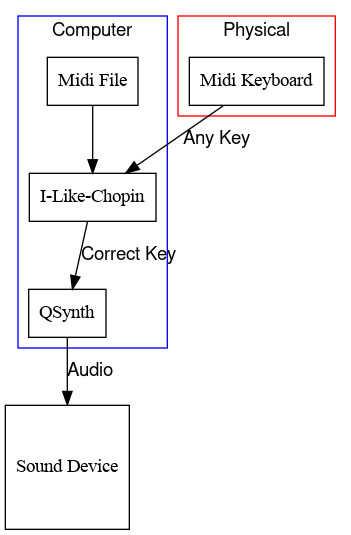 Computer
Physical
Midi File
Midi Keyboard
Any Key
I-Like-Chopin
Correct Key
QSynth
Audio
Sound Device